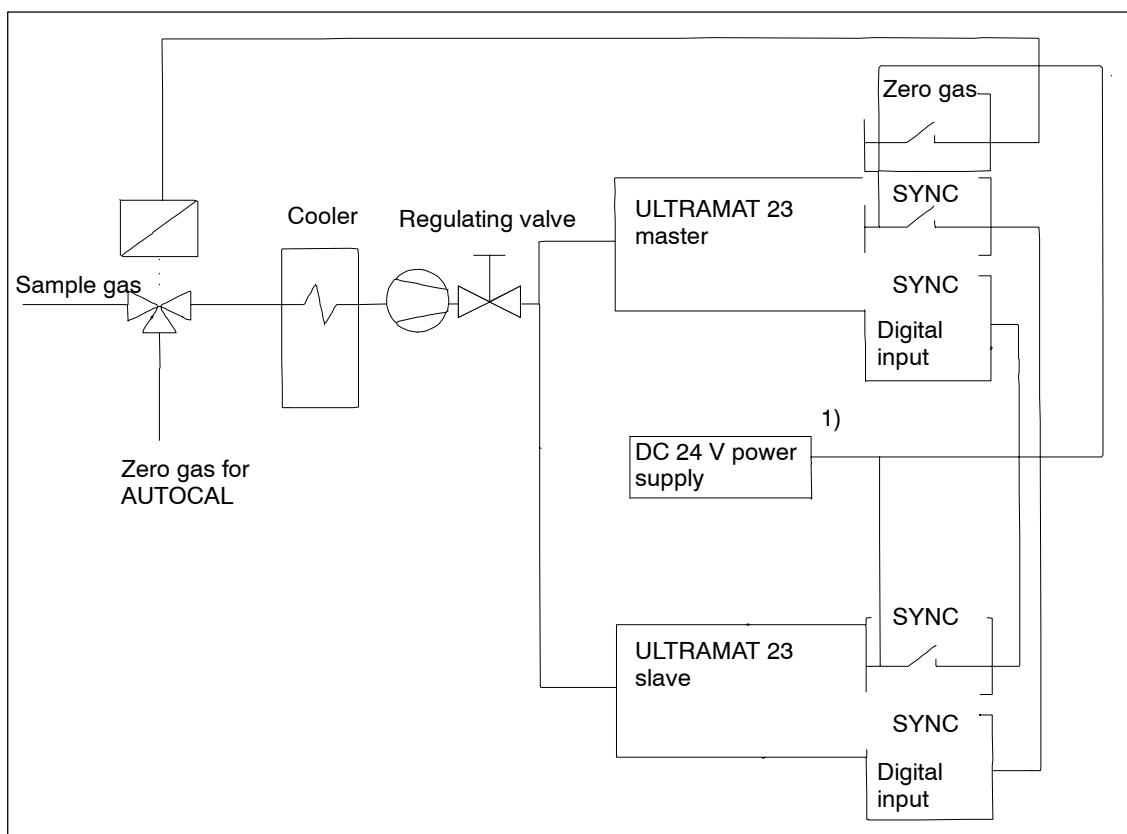 Zero gas
Cooler
Regulating valve
ULTRAMAT 23
master
SYNC
Sample gas
SYNC
Digital
input
1)
DC 24 V power
supply
Zero gas for
AUTOCAL
SYNC
ULTRAMAT 23
slave
SYNC
Digital
input